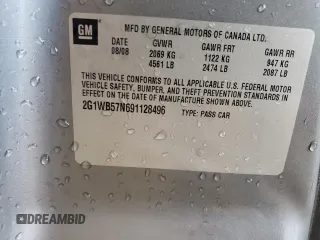 GM
MFD BY GENERAL MOTORS OF CANADA LTD.
DATE GVWR GAWR FRT GAWR RR
08/08 2069 KG 1122 KG 947 KG
4561 LB 2474 LB 2087 LB
THIS VEHICLE CONFORMS TO ALL APPLICABLE U.S. FEDERAL MOTOR
VEHICLE SAFETY, BUMPER, AND THEFT PREVENTION STANDARDS
IN EFFECT ON THE DATE OF MANUFACTURE SHOWN ABOVE.
2G1WB57N691128496 TYPE: PASS CAR
DREAMBID